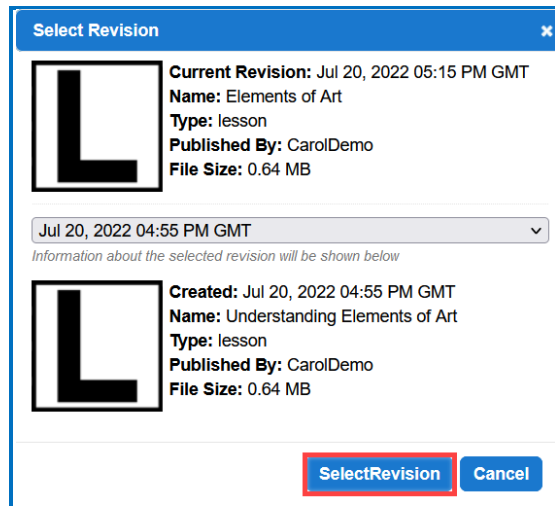 Select Revision ×
L
Current Revision: Jul 20, 2022 05:15 PM GMT
Name: Elements of Art
Type: lesson
Published By: CarolDemo
File Size: 0.64 MB
Jul 20, 2022 04:55 PM GMT
Information about the selected revision will be shown below
L
Created: Jul 20, 2022 04:55 PM GMT
Name: Understanding Elements of Art
Type: lesson
Published By: CarolDemo
File Size: 0.64 MB
SelectRevision Cancel